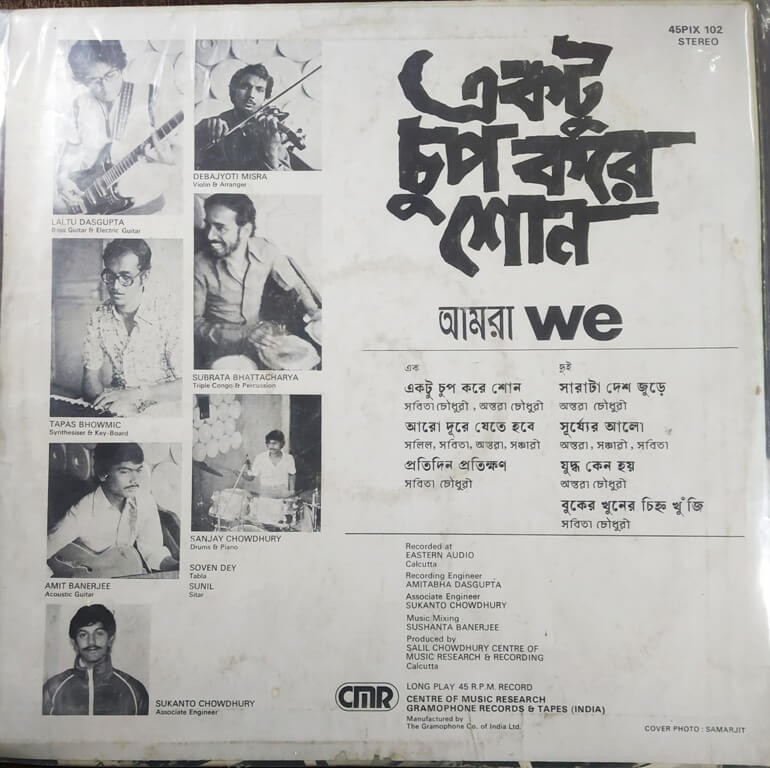 45PIX 102
STEREO
একটু
চুপ করে
শোন
আমরা we
LALTU DASGUPTA
Bass Guitar & Electric Guitar
DEBAJYOTI MISRA
Violin & Arranger
TAPAS BHOWMIC
Synthesiser & Key-Board
SUBRATA BHATTACHARYA
Triple Congo & Percussion
AMIT BANERJEE
Acoustic Guitar
SANJAY CHOWDHURY
Drums & Piano
SOVEN DEY
Tabla
SUNIL
Sitar
SUKANTO CHOWDHURY
Associate Engineer
এক
একটু চুপ করে শোন
সবিতা চৌধুরী , অন্তরা চৌধুরী
আরো দূরে যেতে হবে
সলিল, সবিতা, অন্তরা, সঞ্চারী
প্রতিদিন প্রতিক্ষণ
সবিতা চৌধুরী
দুই
সারাটা দেশ জুড়ে
অন্তরা চৌধুরী
সূর্য্যের আলো
অন্তরা, সঞ্চারী, সবিতা
যুদ্ধ কেন হয়
অন্তরা চৌধুরী
বুকের খুনের চিহ্ন খুঁজি
সবিতা চৌধুরী
Recorded at
EASTERN AUDIO
Calcutta
Recording Engineer
AMITABHA DASGUPTA
Associate Engineer
SUKANTO CHOWDHURY
Music Mixing
SUSHANTA BANERJEE
Produced by
SALIL CHOWDHURY CENTRE OF
MUSIC RESEARCH & RECORDING
Calcutta
CMR
LONG PLAY 45 R.P.M. RECORD
CENTRE OF MUSIC RESEARCH
GRAMOPHONE RECORDS & TAPES (INDIA)
Manufactured by
The Gramophone Co. of India Ltd.
COVER PHOTO : SAMARJIT